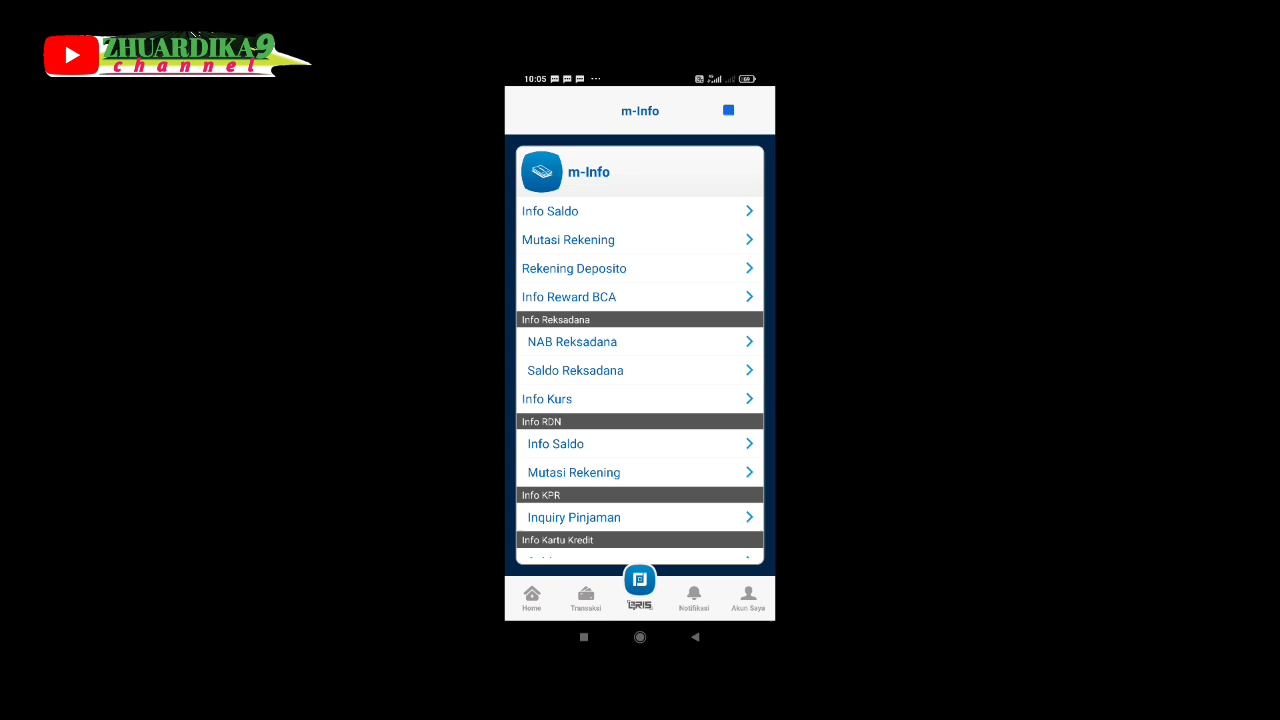 ZHUARDIKA9
channel
10:05
69
m-Info
m-Info
Info Saldo
Mutasi Rekening
Rekening Deposito
Info Reward BCA
Info Reksadana
NAB Reksadana
Saldo Reksadana
Info Kurs
Info RDN
Info Saldo
Mutasi Rekening
Info KPR
Inquiry Pinjaman
Info Kartu Kredit
Home
Transaksi
QRIS
Notifikasi
Akun Saya